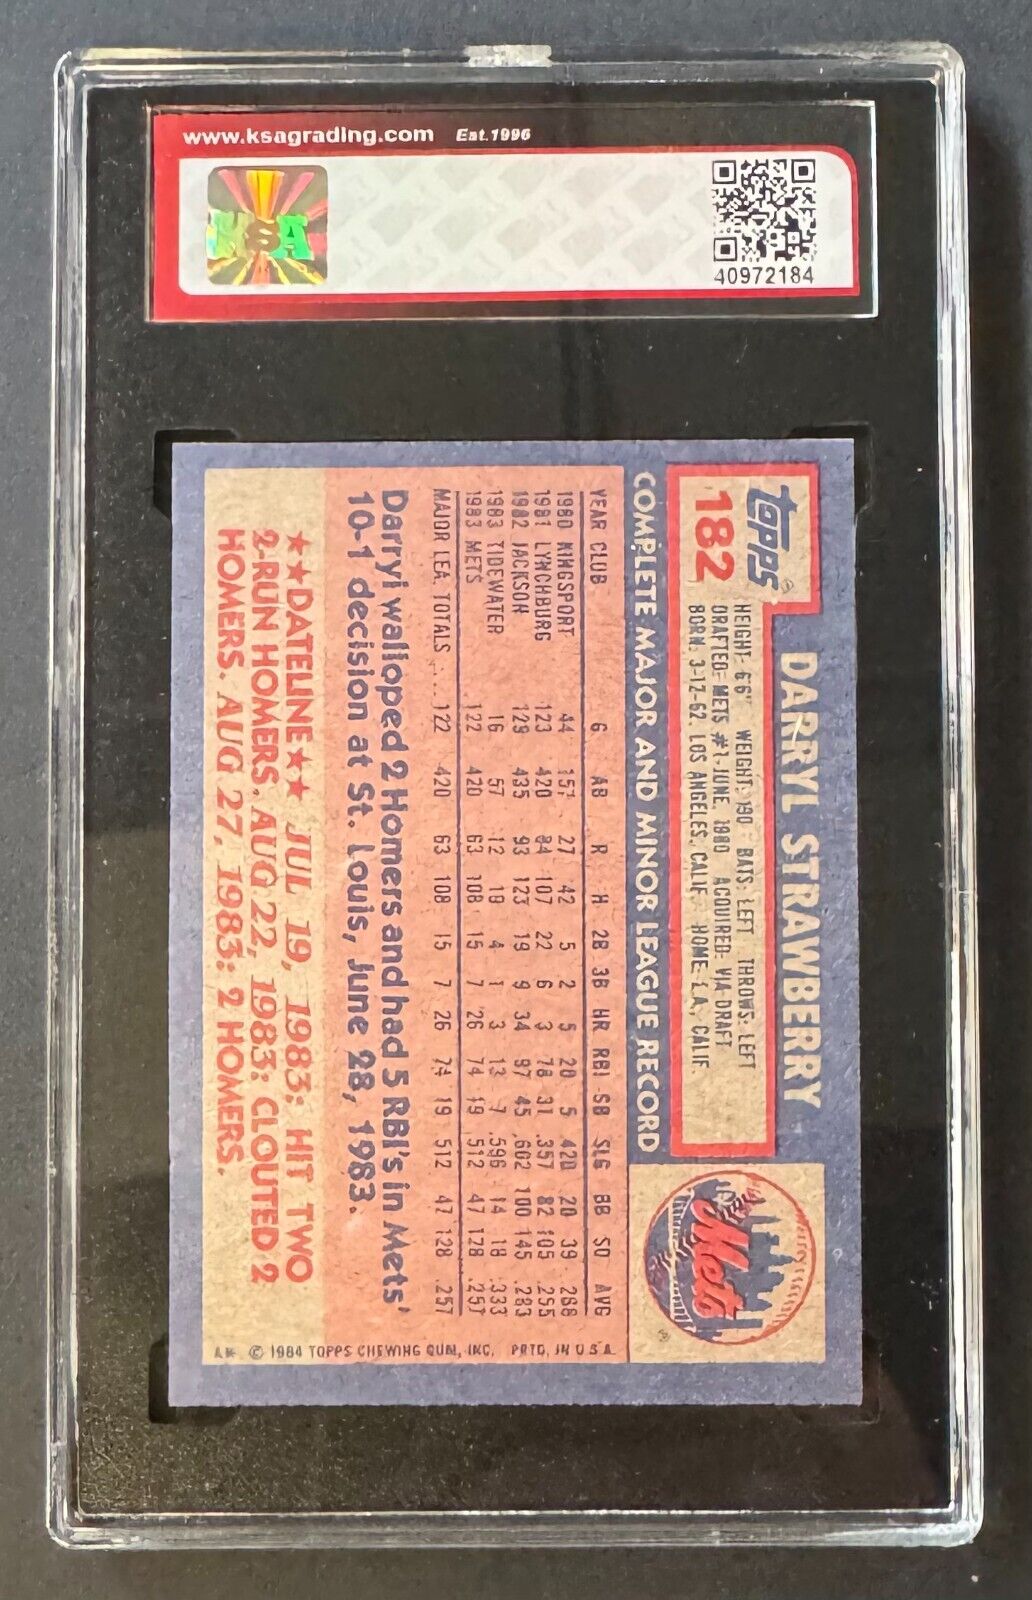 www.ksagrading.com Est.1996
KSA
40972184
topps
182
DARRYL STRAWBERRY
HEIGHT: 6'6" WEIGHT: 190 BATS: LEFT THROWS: LEFT
DRAFTED: METS #1-JUNE, 1980 ACQUIRED: VIA DRAFT
BORN: 3-12-62, LOS ANGELES, CALIF. HOME: L.A., CALIF.
Mets
COMPLETE MAJOR AND MINOR LEAGUE RECORD
YEAR CLUB G AB R H 2B 3B HR RBI SB SLG BB SO AVG
1980 KINGSPORT 44 157 27 42 5 2 5 20 5 .420 20 39 .268
1981 LYNCHBURG 123 420 84 107 22 6 3 78 31 .357 82 105 .255
1982 JACKSON 129 435 93 123 19 9 34 97 45 .602 100 145 .283
1983 TIDEWATER 16 57 12 19 4 1 3 13 7 .596 14 18 .333
1983 METS 122 420 63 108 15 7 26 74 19 .512 47 128 .257
MAJOR LEA. TOTALS .... 122 420 63 108 15 7 26 74 19 .512 47 128 .257
Darryl walloped 2 Homers and had 5 RBI's in Mets'
10-1 decision at St. Louis, June 28, 1983.
★★DATELINE★★ JUL 19, 1983: HIT TWO
2-RUN HOMERS. AUG 22, 1983: CLOUTED 2
HOMERS. AUG 27, 1983: 2 HOMERS.
© 1984 TOPPS CHEWING GUM, INC. PRTD. IN U.S.A.